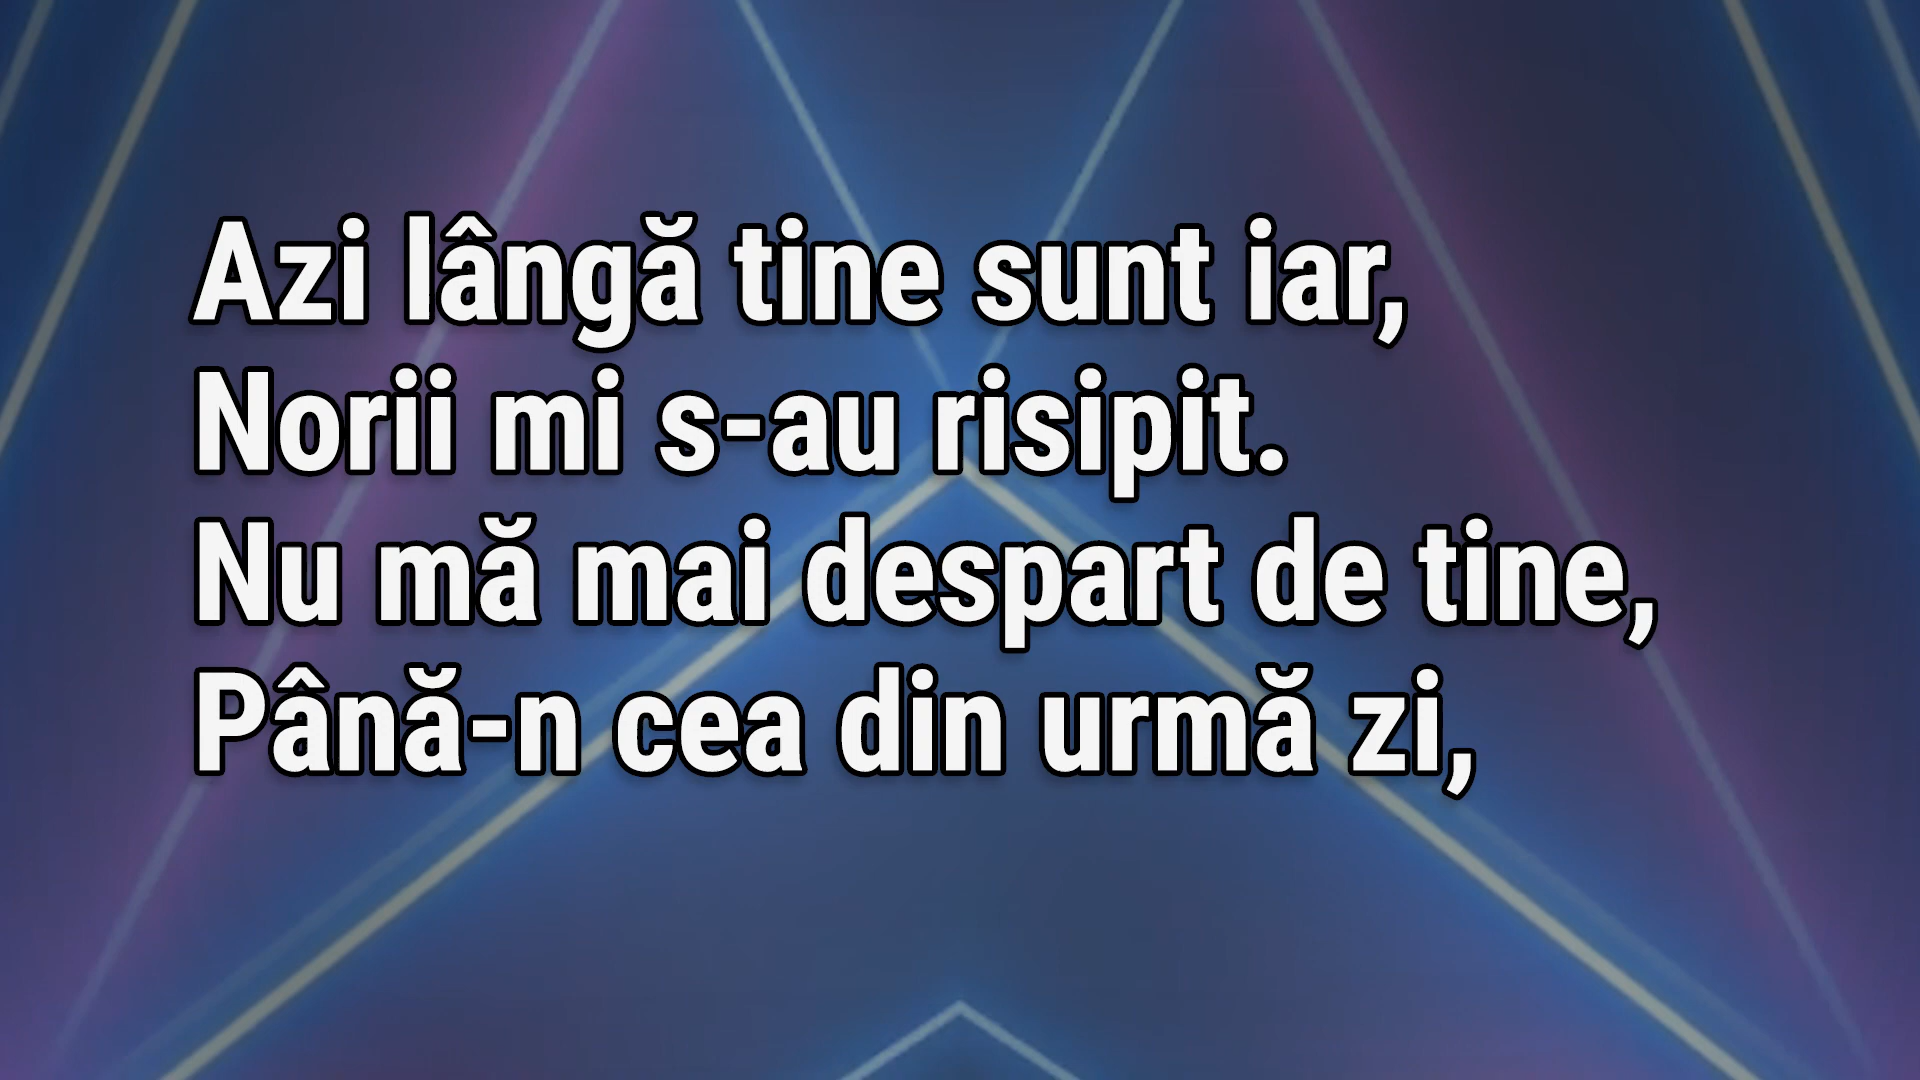 Azi lângă tine sunt iar,
Norii mi s-au risipit.
Nu mă mai despart de tine,
Până-n cea din urmă zi,